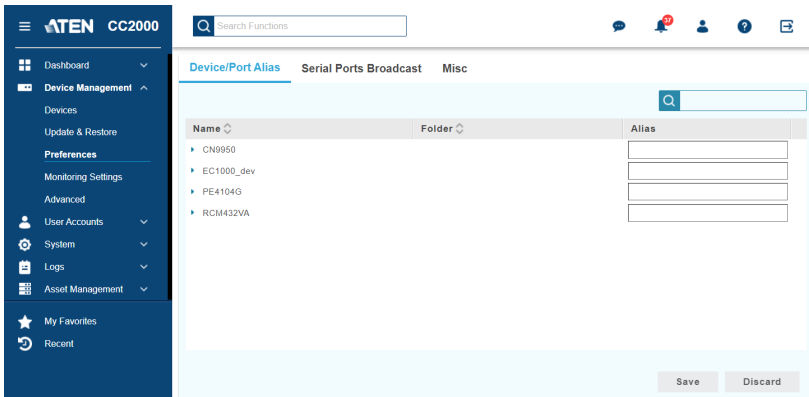 ATEN CC2000
Search Functions
37
Dashboard
Device Management
Devices
Update & Restore
Preferences
Monitoring Settings
Advanced
User Accounts
System
Logs
Asset Management
My Favorites
Recent
Device/Port Alias Serial Ports Broadcast Misc
Name Folder Alias
CN9950
EC1000_dev
PE4104G
RCM432VA
Save Discard